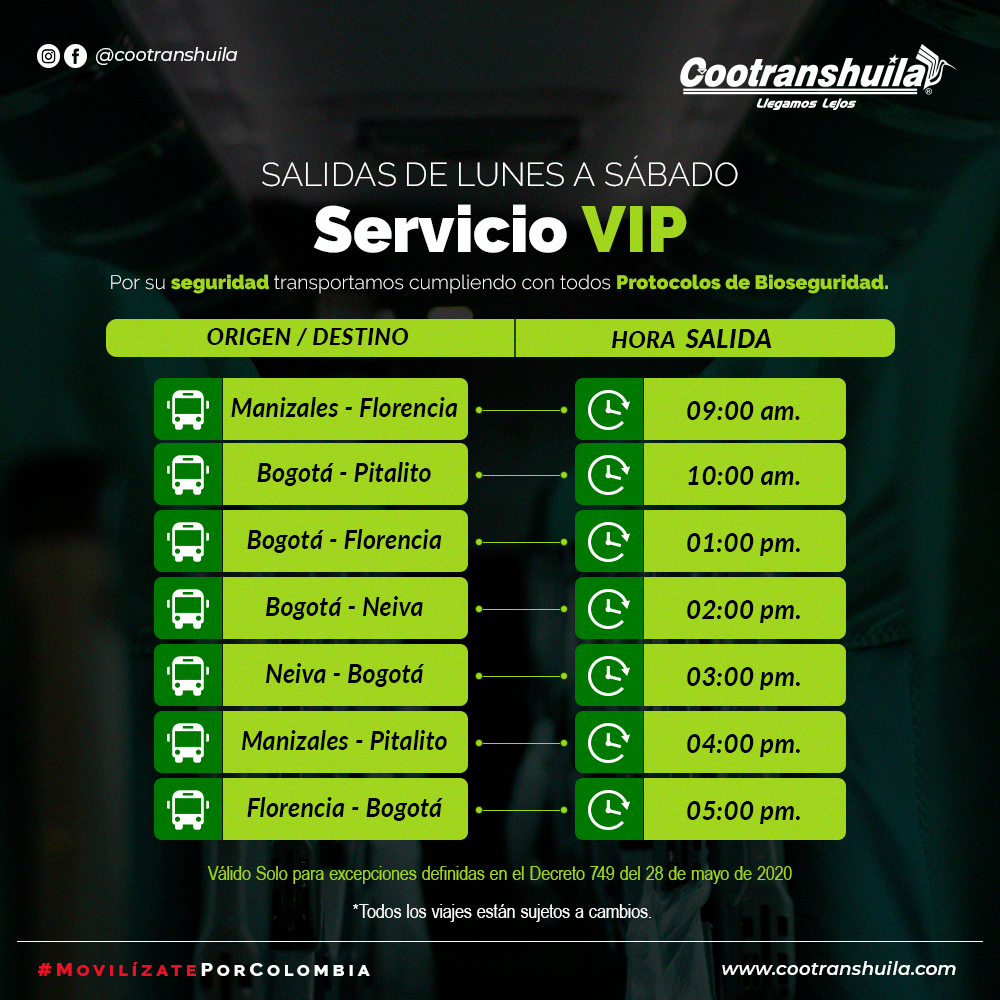 @cootranshuila
Cootranshuila®
Llegamos Lejos
SALIDAS DE LUNES A SÁBADO
Servicio VIP
Por su seguridad transportamos cumpliendo con todos Protocolos de Bioseguridad.
ORIGEN / DESTINO HORA SALIDA
Manizales - Florencia 09:00 am.
Bogotá - Pitalito 10:00 am.
Bogotá - Florencia 01:00 pm.
Bogotá - Neiva 02:00 pm.
Neiva - Bogotá 03:00 pm.
Manizales - Pitalito 04:00 pm.
Florencia - Bogotá 05:00 pm.
Válido Solo para excepciones definidas en el Decreto 749 del 28 de mayo de 2020
*Todos los viajes están sujetos a cambios.
#MOVILÍZATEPORCOLOMBIA
www.cootranshuila.com